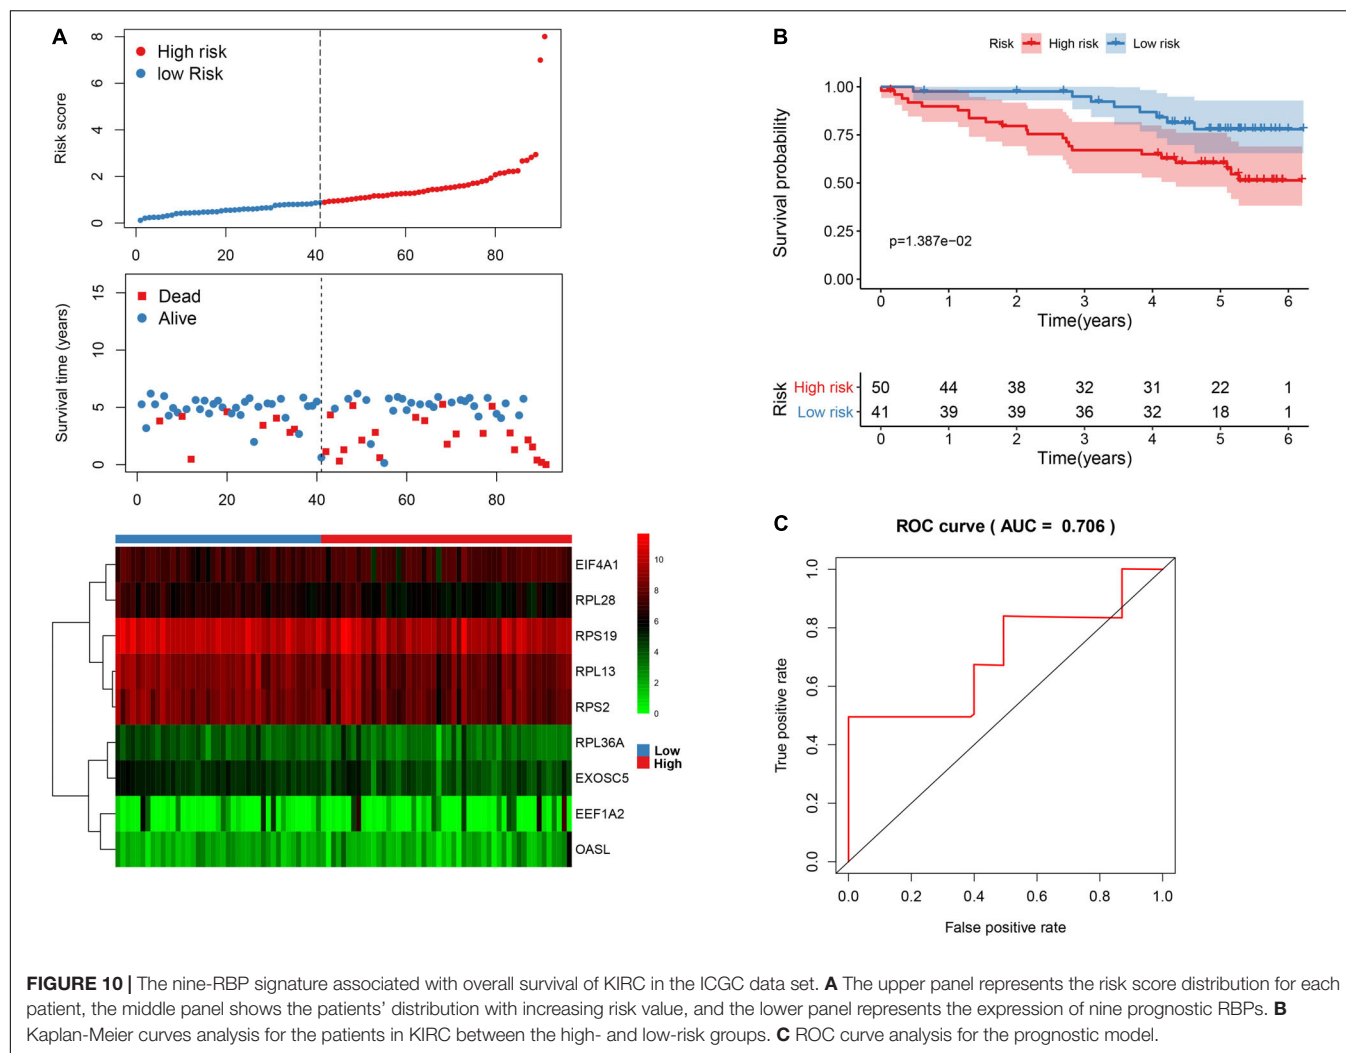 A
High risk
low Risk
Risk score
8
6
4
2
0
0 20 40 60 80
Dead
Alive
Survival time (years)
15
10
5
0
0 20 40 60 80
EIF4A1
RPL28
RPS19
RPL13
RPS2
RPL36A
EXOSC5
EEF1A2
OASL
10
8
6
4
2
0
Low
High
B
Risk High risk Low risk
Survival probability
1.00
0.75
0.50
0.25
0.00
p=1.387e−02
0 1 2 3 4 5 6
Time(years)
Risk
High risk 50 44 38 32 31 22 1
Low risk 41 39 39 36 32 18 1
0 1 2 3 4 5 6
Time(years)
C
ROC curve ( AUC = 0.706 )
True positive rate
1.0
0.8
0.6
0.4
0.2
0.0
0.0 0.2 0.4 0.6 0.8 1.0
False positive rate
FIGURE 10 | The nine-RBP signature associated with overall survival of KIRC in the ICGC data set. A The upper panel represents the risk score distribution for each
patient, the middle panel shows the patients' distribution with increasing risk value, and the lower panel represents the expression of nine prognostic RBPs. B
Kaplan-Meier curves analysis for the patients in KIRC between the high- and low-risk groups. C ROC curve analysis for the prognostic model.